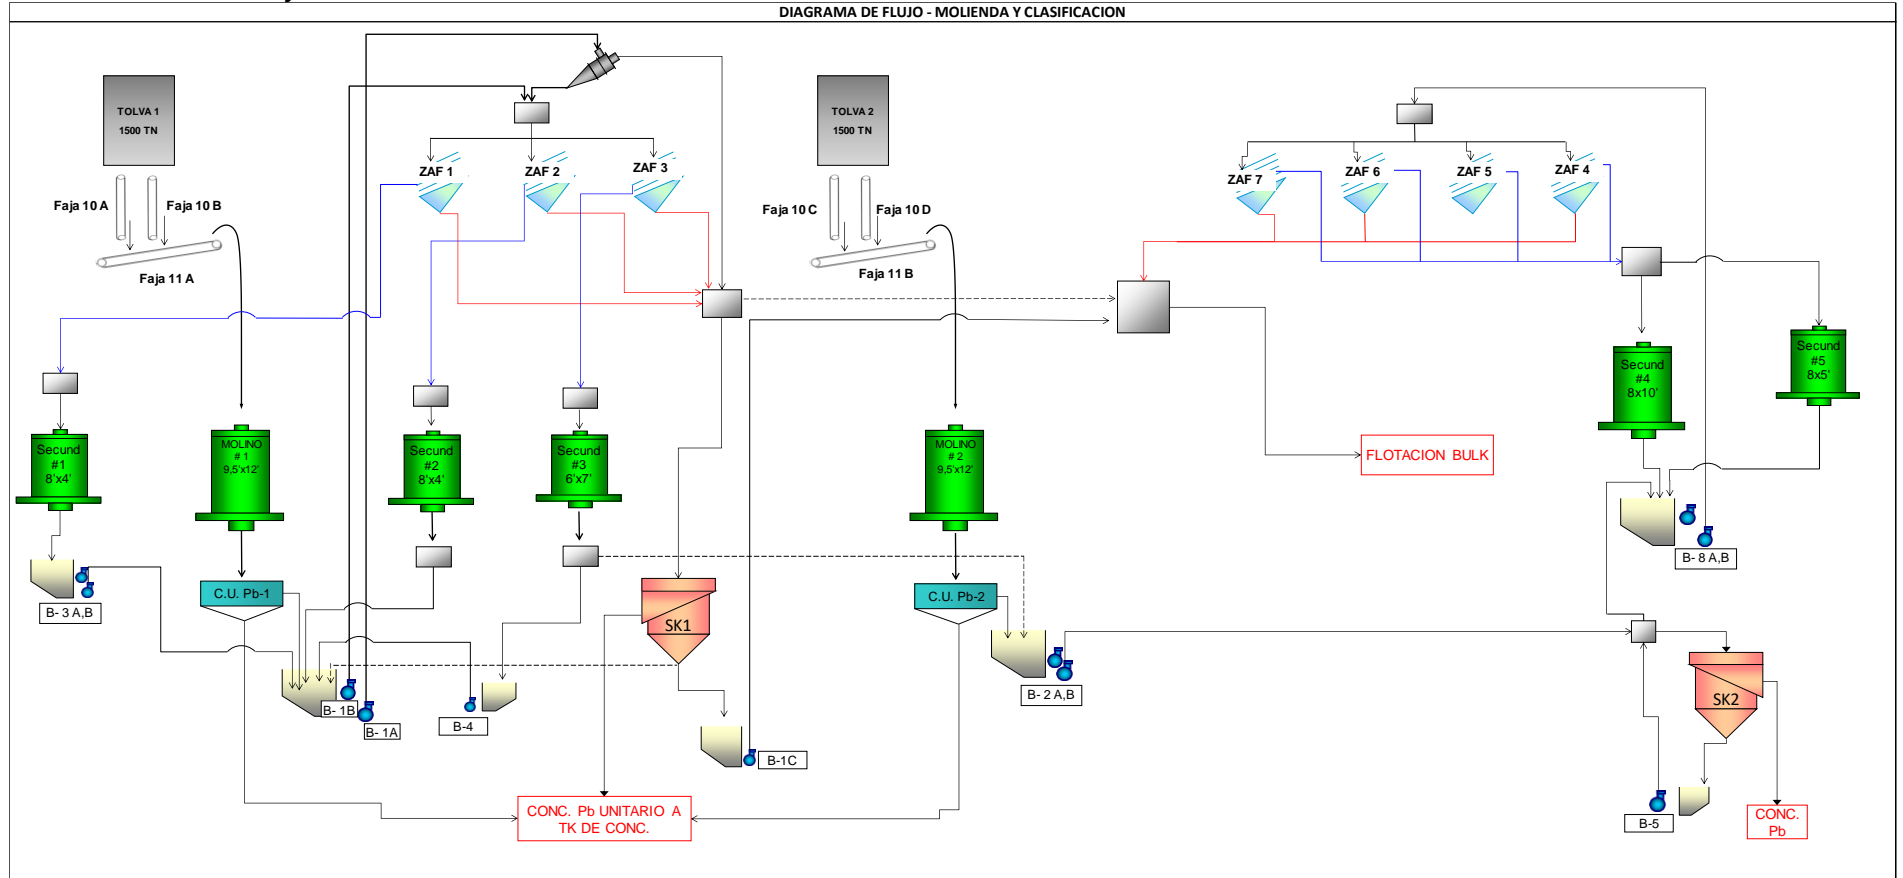 DIAGRAMA DE FLUJO - MOLIENDA Y CLASIFICACION
TOLVA 1
1500 TN
TOLVA 2
1500 TN
ZAF 1
ZAF 2
ZAF 3
ZAF 7
ZAF 6
ZAF 5
ZAF 4
Faja 10 A
Faja 10 B
Faja 11 A
Faja 10 C
Faja 10 D
Faja 11 B
Secund
#1
8'x4'
MOLINO
# 1
9,5'x12'
Secund
#2
8'x4'
Secund
#3
6'x7'
MOLINO
# 2
9,5'x12'
Secund
#4
8x10'
Secund
#5
8x5'
FLOTACION BULK
B- 3 A,B
C.U. Pb-1
SK1
C.U. Pb-2
B- 8 A,B
B- 1B
B- 1A
B-4
B-1C
B- 2 A,B
SK2
B-5
CONC. Pb UNITARIO A
TK DE CONC.
CONC.
Pb